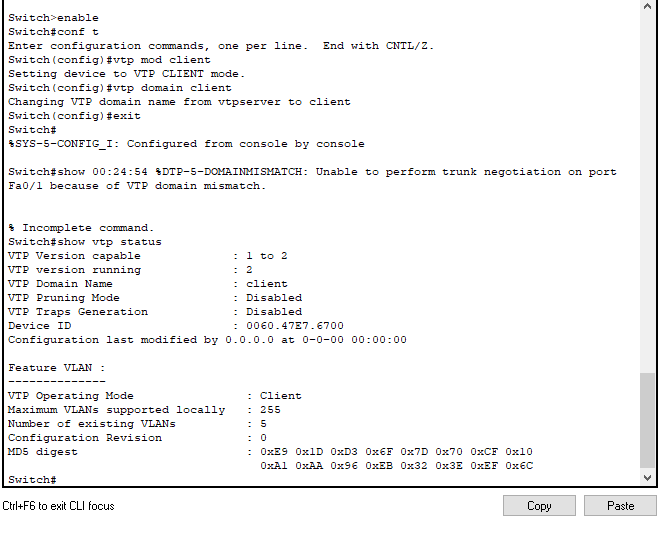 Switch>enable
Switch#conf t
Enter configuration commands, one per line.  End with CNTL/Z.
Switch(config)#vtp mod client
Setting device to VTP CLIENT mode.
Switch(config)#vtp domain client
Changing VTP domain name from vtpserver to client
Switch(config)#exit
Switch#
%SYS-5-CONFIG_I: Configured from console by console
Switch#show 00:24:54 %DTP-5-DOMAINMISMATCH: Unable to perform trunk negotiation on port
Fa0/1 because of VTP domain mismatch.
% Incomplete command.
Switch#show vtp status
VTP Version capable : 1 to 2
VTP version running : 2
VTP Domain Name : client
VTP Pruning Mode : Disabled
VTP Traps Generation : Disabled
Device ID : 0060.47E7.6700
Configuration last modified by 0.0.0.0 at 0-0-00 00:00:00
Feature VLAN :
--------------
VTP Operating Mode : Client
Maximum VLANs supported locally : 255
Number of existing VLANs : 5
Configuration Revision : 0
MD5 digest : 0xE9 0x1D 0xD3 0x6F 0x7D 0x70 0xCF 0x10
0xA1 0xAA 0x96 0xEB 0x32 0x3E 0xEF 0x6C
Switch#
Ctrl+F6 to exit CLI focus
Copy
Paste